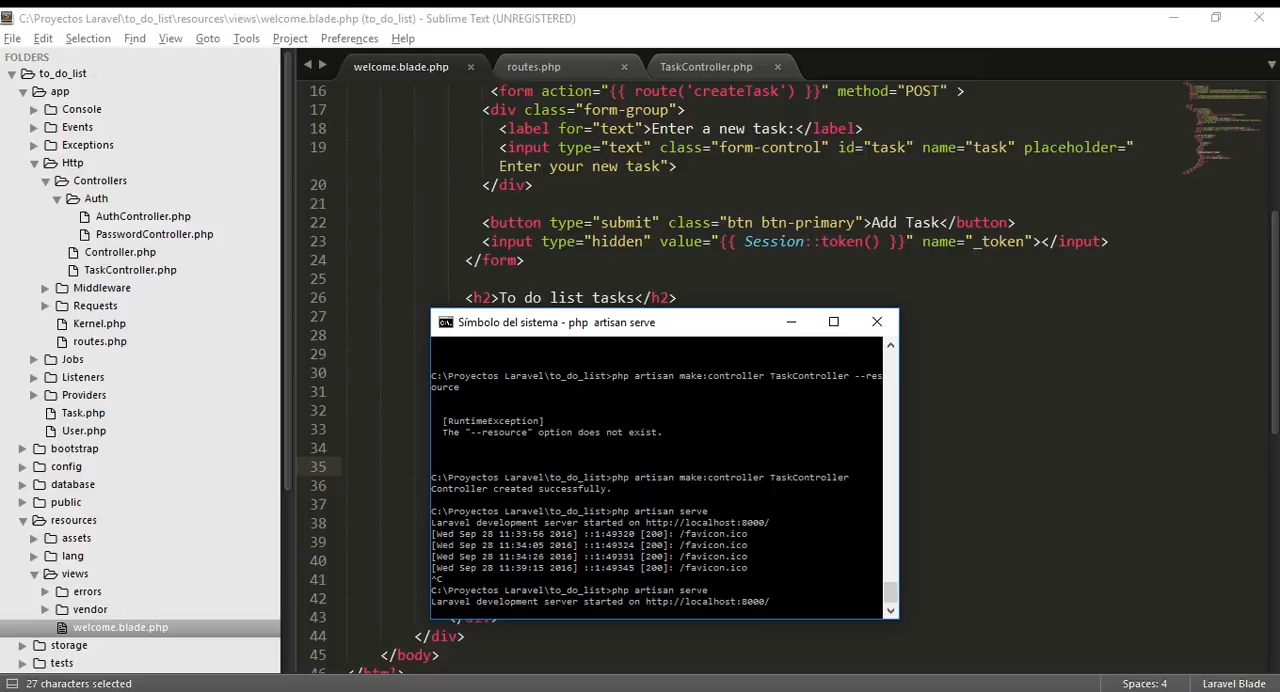 C:\Proyectos Laravel\to_do_list\resources\views\welcome.blade.php (to_do_list) - Sublime Text (UNREGISTERED)
File Edit Selection Find View Goto Tools Project Preferences Help
FOLDERS
to_do_list
app
Console
Events
Exceptions
Http
Controllers
Auth
AuthController.php
PasswordController.php
Controller.php
TaskController.php
Middleware
Requests
Kernel.php
routes.php
Jobs
Listeners
Providers
Task.php
User.php
bootstrap
config
database
public
resources
assets
lang
views
errors
vendor
welcome.blade.php
storage
tests
welcome.blade.php × routes.php × TaskController.php ×
16 <form action="{{ route('createTask') }}" method="POST" >
17 <div class="form-group">
18 <label for="text">Enter a new task:</label>
19 <input type="text" class="form-control" id="task" name="task" placeholder="
Enter your new task">
20 </div>
21
22 <button type="submit" class="btn btn-primary">Add Task</button>
23 <input type="hidden" value="{{ Session::token() }}" name="_token"></input>
24 </form>
25
26 <h2>To do list tasks</h2>
27
28
29
30
31
32
33
34
35
36
37
38
39
40
41
42
43 </div>
44 </div>
45 </body>
46 </html>
Símbolo del sistema - php artisan serve
C:\Proyectos Laravel\to_do_list>php artisan make:controller TaskController --res
ource
[RuntimeException]
The "--resource" option does not exist.
C:\Proyectos Laravel\to_do_list>php artisan make:controller TaskController
Controller created successfully.
C:\Proyectos Laravel\to_do_list>php artisan serve
Laravel development server started on http://localhost:8000/
[Wed Sep 28 11:33:56 2016] ::1:49320 [200]: /favicon.ico
[Wed Sep 28 11:34:05 2016] ::1:49324 [200]: /favicon.ico
[Wed Sep 28 11:34:26 2016] ::1:49331 [200]: /favicon.ico
[Wed Sep 28 11:39:15 2016] ::1:49345 [200]: /favicon.ico
^C
C:\Proyectos Laravel\to_do_list>php artisan serve
Laravel development server started on http://localhost:8000/
27 characters selected
Spaces: 4 Laravel Blade